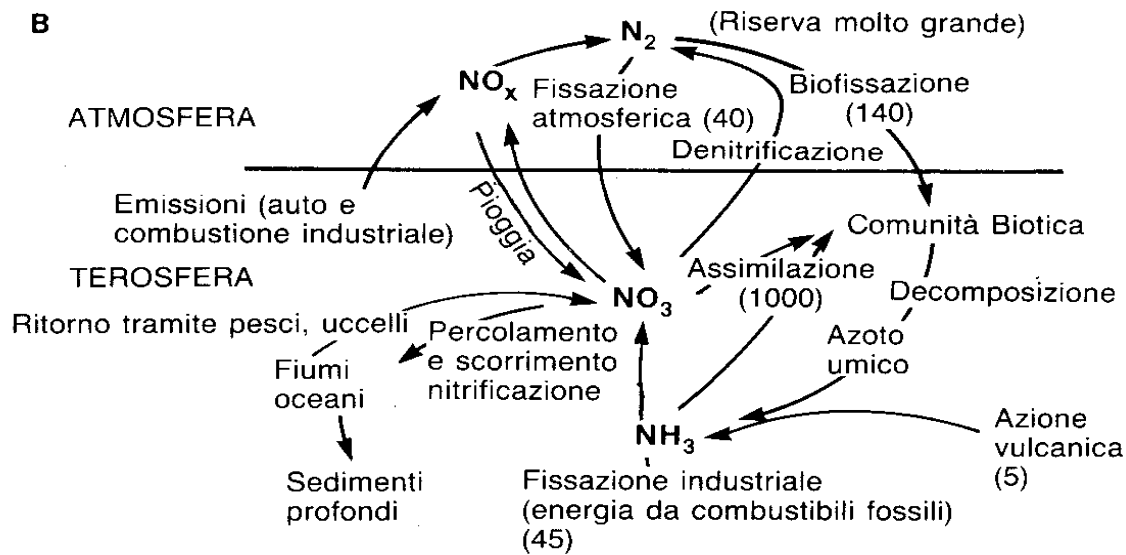 B
N₂
(Riserva molto grande)
NOₓ
Fissazione
atmosferica (40)
Biofissazione
(140)
ATMOSFERA
Denitrificazione
Emissioni (auto e
combustione industriale)
Pioggia
Comunità Biotica
TEROSFERA
Assimilazione
(1000)
NO₃
Decomposizione
Ritorno tramite pesci, uccelli
Percolamento
e scorrimento
nitrificazione
Azoto
umico
Fiumi
oceani
NH₃
Azione
vulcanica
(5)
Sedimenti
profondi
Fissazione industriale
(energia da combustibili fossili)
(45)